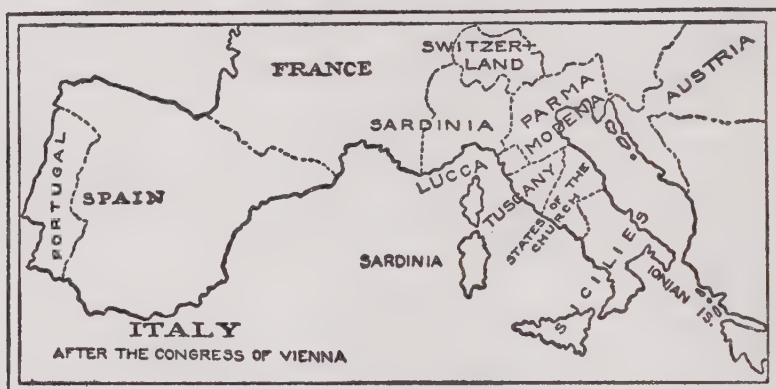 SWITZER-
LAND
FRANCE
AUSTRIA
PARMA
MODENA
SARDINIA
LUCCA
PORTUGAL
SPAIN
TUSCANY
STATES OF THE
CHURCH
SARDINIA
SICILIES
IONIAN IS.
ITALY
AFTER THE CONGRESS OF VIENNA